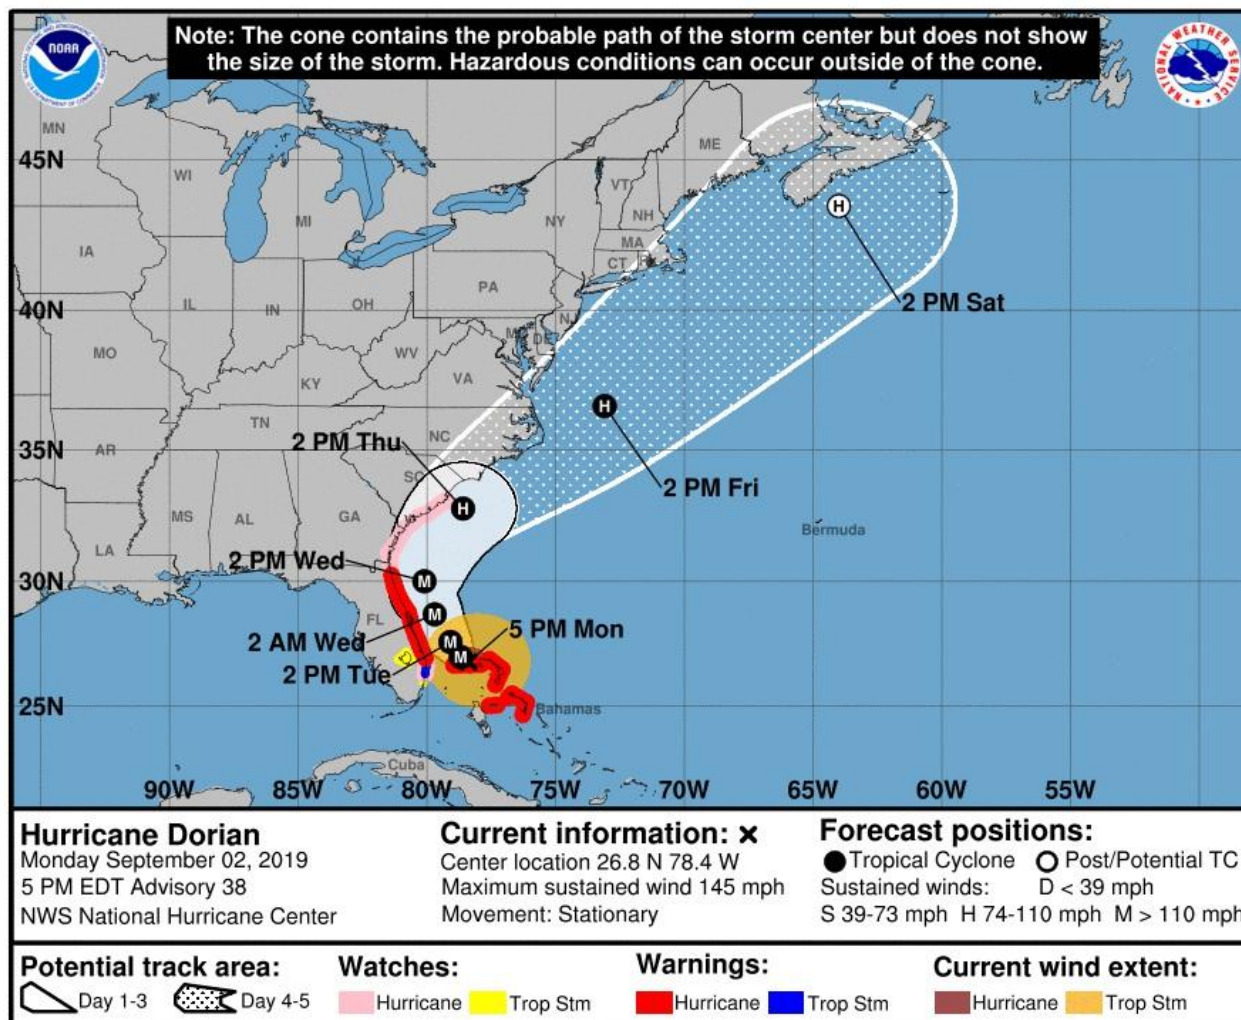 Note: The cone contains the probable path of the storm center but does not show
the size of the storm. Hazardous conditions can occur outside of the cone.
NOAA
NATIONAL WEATHER SERVICE
MN
ME
45N
WI
VT
MI
NH
NY
MA
IA
CT
PA
40N
IL
IN
OH
NJ
2 PM Sat
DE
MO
WV
VA
KY
TN
NC
2 PM Thu
35N
AR
SC
2 PM Fri
MS
AL
GA
Bermuda
LA
2 PM Wed
30N
FL
5 PM Mon
2 AM Wed
2 PM Tue
25N
Bahamas
Cuba
90W 85W 80W 75W 70W 65W 60W 55W
H
H
H
M
M
M
M
Hurricane Dorian
Monday September 02, 2019
5 PM EDT Advisory 38
NWS National Hurricane Center
Current information: x
Center location 26.8 N 78.4 W
Maximum sustained wind 145 mph
Movement: Stationary
Forecast positions:
Tropical Cyclone Post/Potential TC
Sustained winds: D < 39 mph
S 39-73 mph H 74-110 mph M > 110 mph
Potential track area:
Day 1-3 Day 4-5
Watches:
Hurricane Trop Stm
Warnings:
Hurricane Trop Stm
Current wind extent:
Hurricane Trop Stm